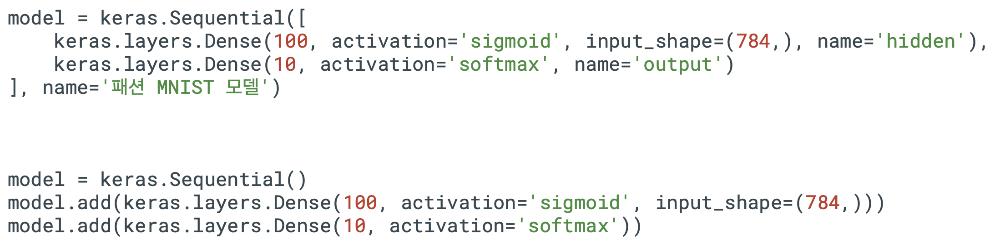 model = keras.Sequential([
    keras.layers.Dense(100, activation='sigmoid', input_shape=(784,), name='hidden'),
    keras.layers.Dense(10, activation='softmax', name='output')
], name='패션 MNIST 모델')
model = keras.Sequential()
model.add(keras.layers.Dense(100, activation='sigmoid', input_shape=(784,)))
model.add(keras.layers.Dense(10, activation='softmax'))